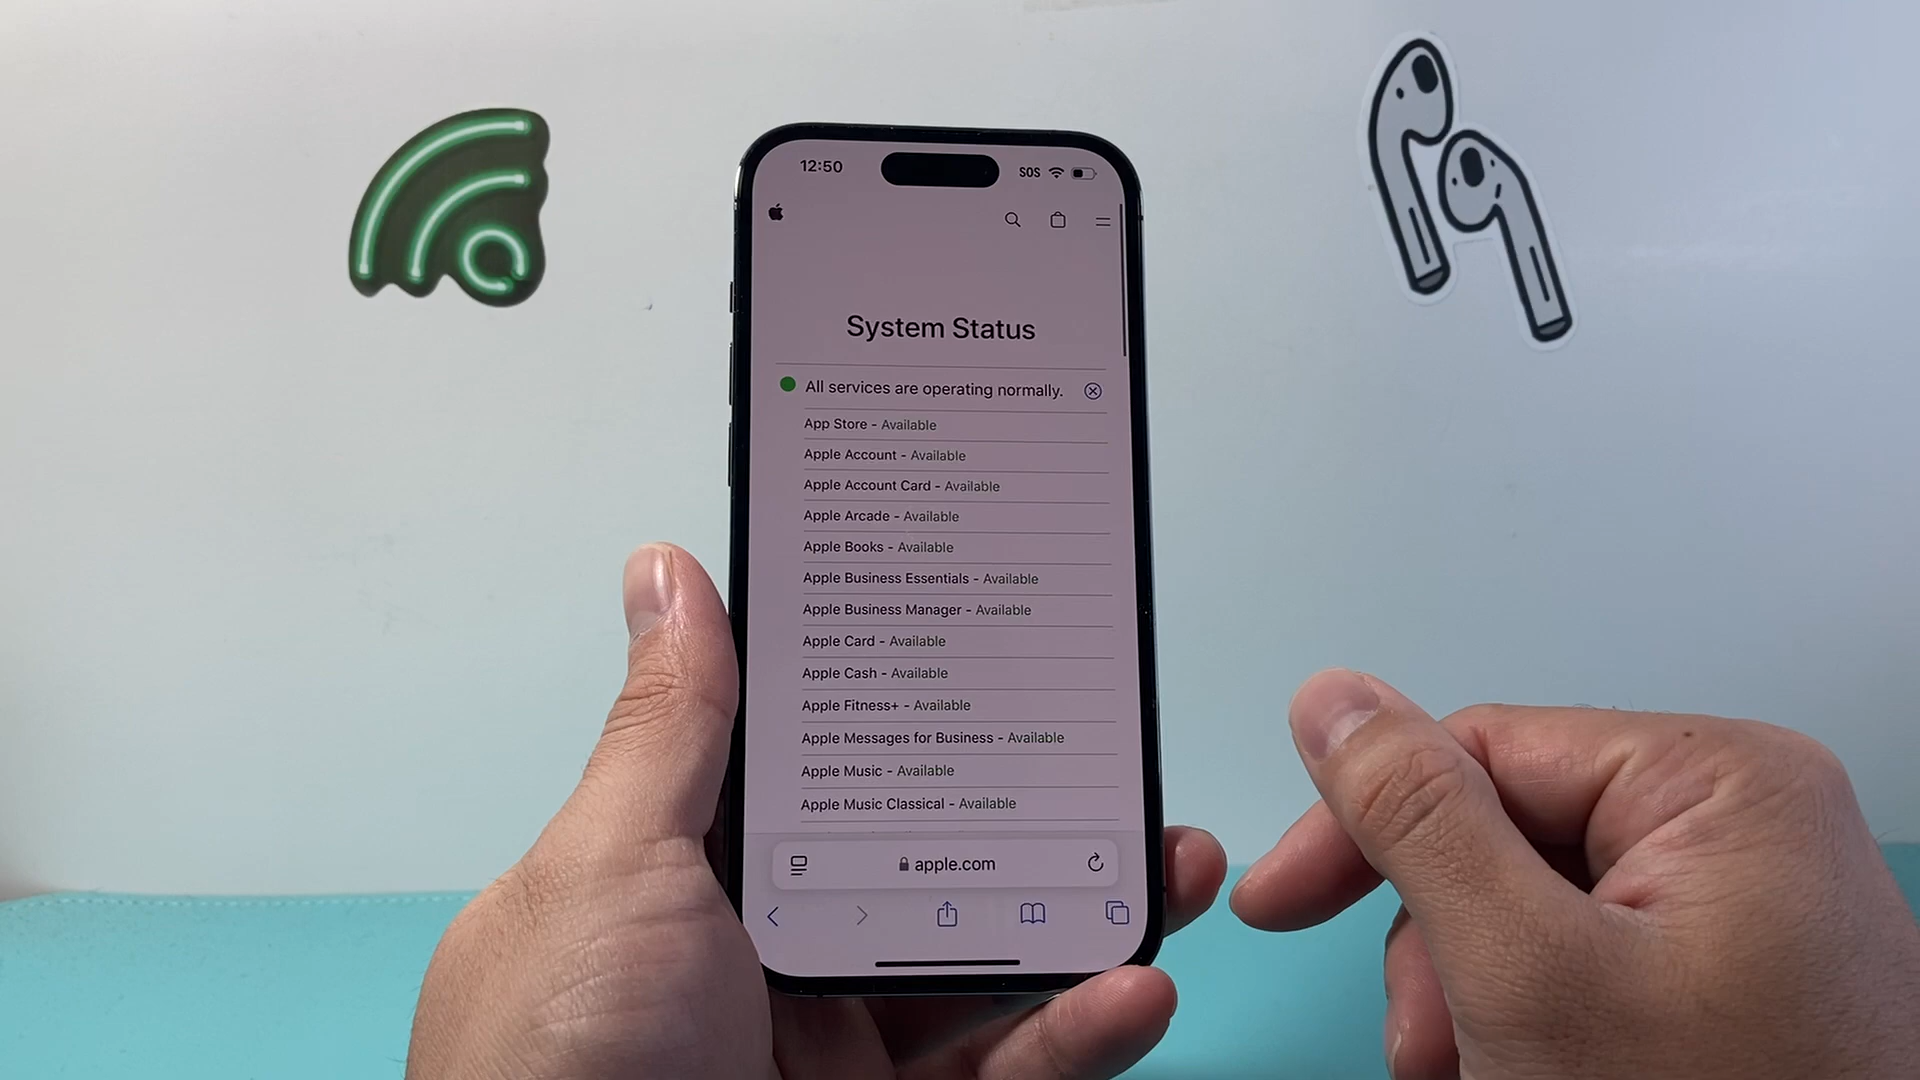 12:50
SOS
System Status
All services are operating normally.
App Store - Available
Apple Account - Available
Apple Account Card - Available
Apple Arcade - Available
Apple Books - Available
Apple Business Essentials - Available
Apple Business Manager - Available
Apple Card - Available
Apple Cash - Available
Apple Fitness+ - Available
Apple Messages for Business - Available
Apple Music - Available
Apple Music Classical - Available
apple.com